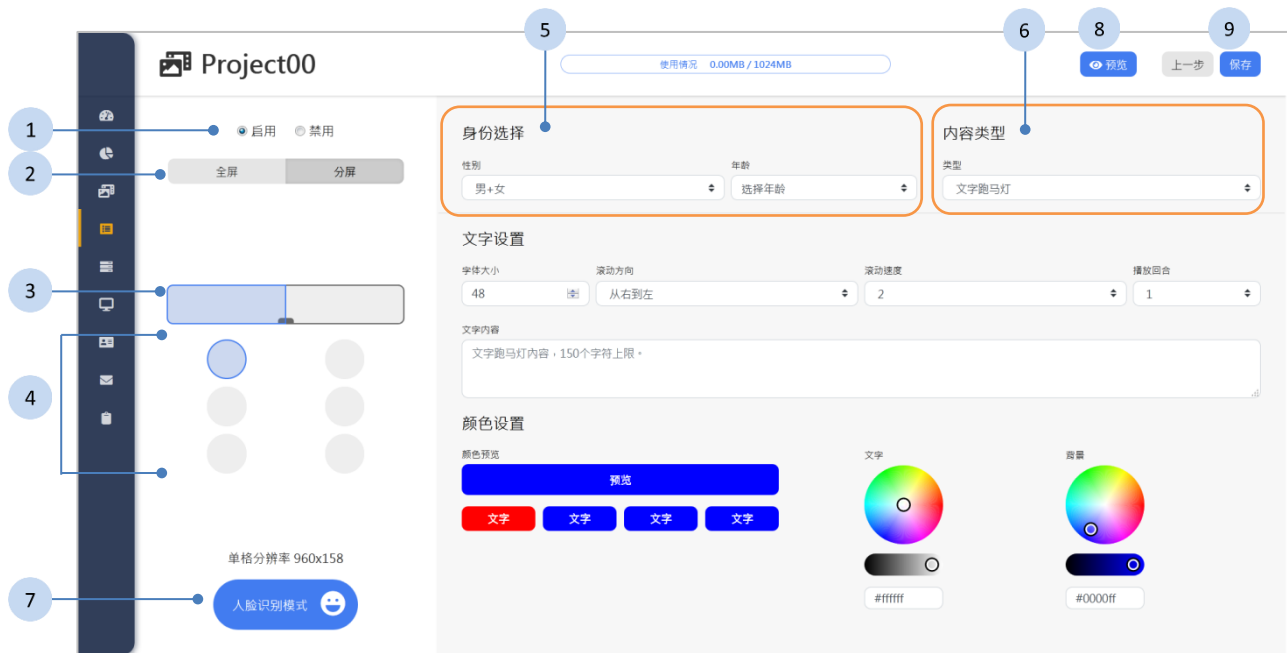 5
6
8
9
Project00
使用情况 0.00MB / 1024MB
预览
上一步
保存
1
启用
禁用
2
全屏
分屏
3
4
单格分辨率 960x158
7
人脸识别模式
身份选择
性别
年龄
男+女
选择年龄
内容类型
类型
文字跑马灯
文字设置
字体大小
滚动方向
滚动速度
播放回合
48
从右到左
2
1
文字内容
文字跑马灯内容，150个字符上限。
颜色设置
颜色预览
文字
背景
预览
文字
文字
文字
文字
#ffffff
#0000ff